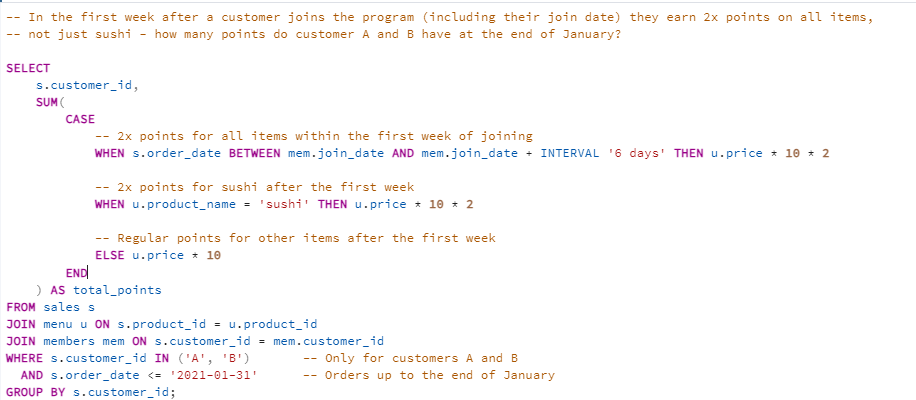 -- In the first week after a customer joins the program (including their join date) they earn 2x points on all items,
-- not just sushi - how many points do customer A and B have at the end of January?
SELECT
    s.customer_id,
    SUM(
        CASE
            -- 2x points for all items within the first week of joining
            WHEN s.order_date BETWEEN mem.join_date AND mem.join_date + INTERVAL '6 days' THEN u.price * 10 * 2
            -- 2x points for sushi after the first week
            WHEN u.product_name = 'sushi' THEN u.price * 10 * 2
            -- Regular points for other items after the first week
            ELSE u.price * 10
        END
    ) AS total_points
FROM sales s
JOIN menu u ON s.product_id = u.product_id
JOIN members mem ON s.customer_id = mem.customer_id
WHERE s.customer_id IN ('A', 'B')       -- Only for customers A and B
  AND s.order_date <= '2021-01-31'      -- Orders up to the end of January
GROUP BY s.customer_id;